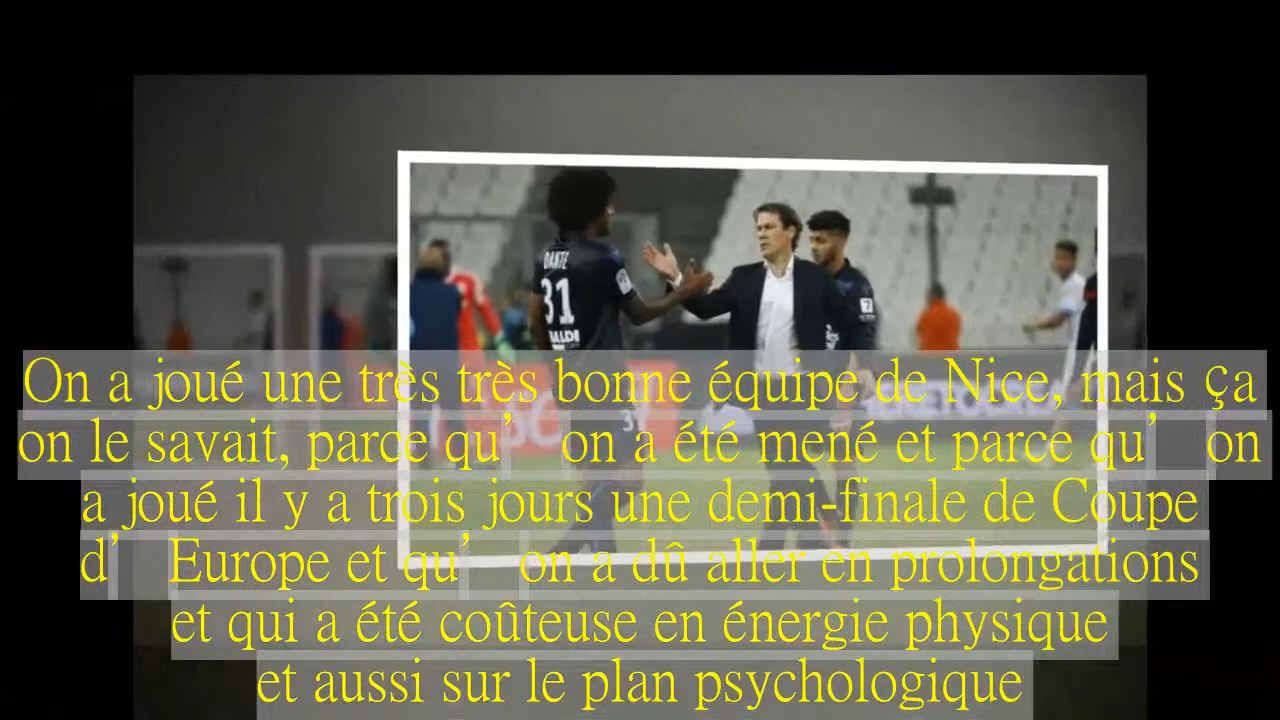 DANTE
31
On a joué une très très bonne équipe de Nice, mais ça
on le savait, parce qu’on a été mené et parce qu’on
a joué il y a trois jours une demi-finale de Coupe
d’Europe et qu’on a dû aller en prolongations
et qui a été coûteuse en énergie physique
et aussi sur le plan psychologique